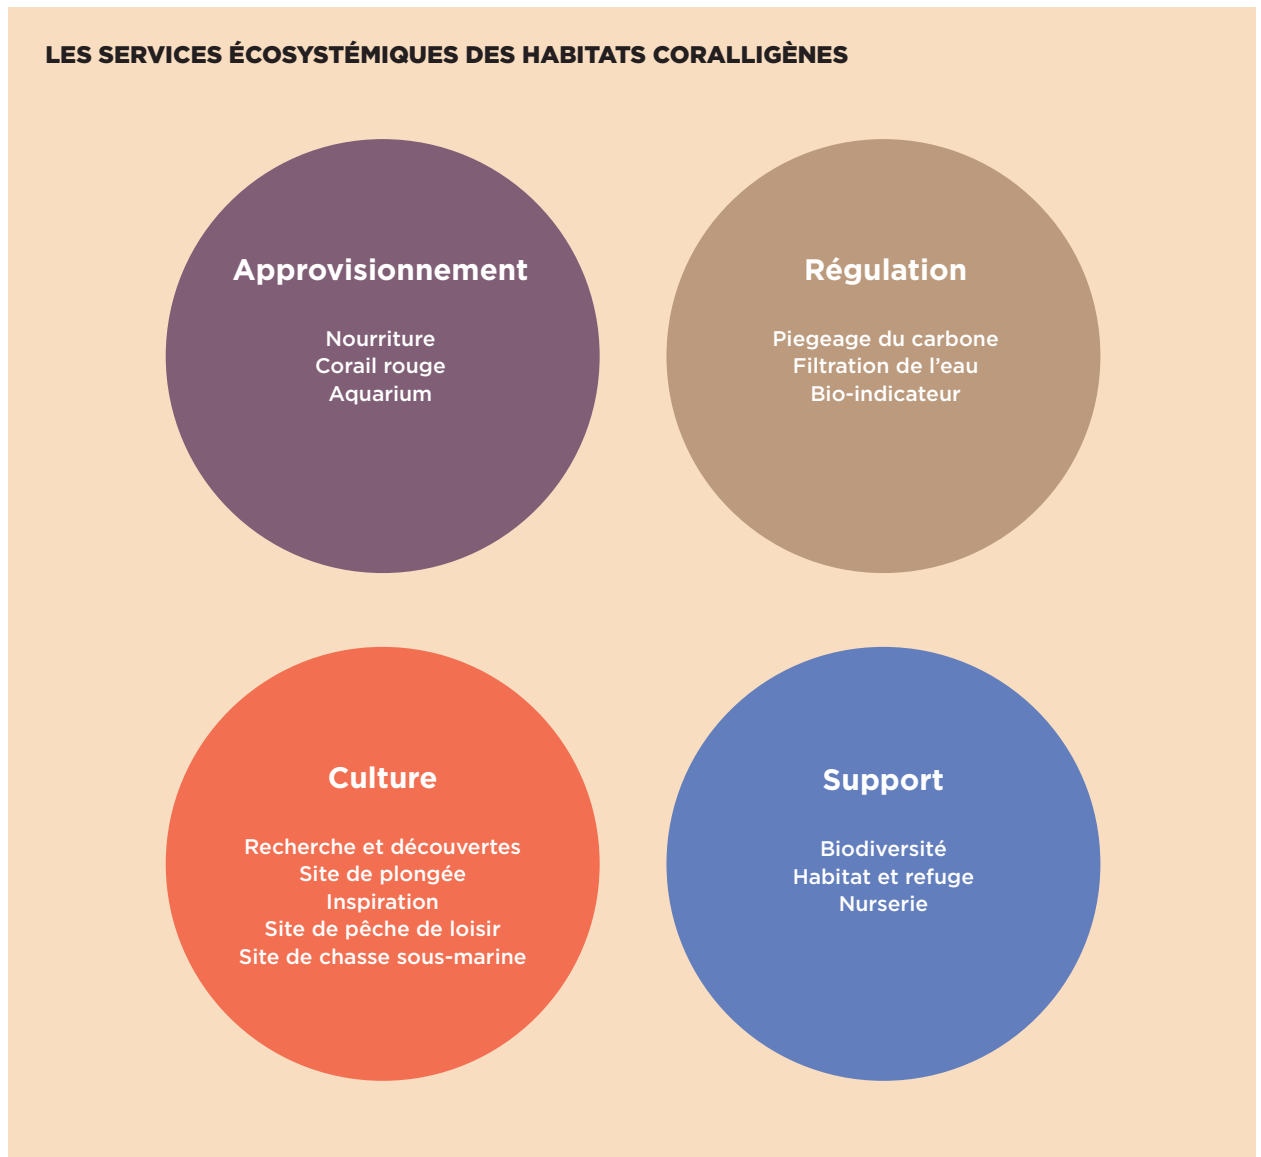 LES SERVICES ÉCOSYSTÉMIQUES DES HABITATS CORALLIGÈNES
Approvisionnement
Nourriture
Corail rouge
Aquarium
Régulation
Piegeage du carbone
Filtration de l’eau
Bio-indicateur
Culture
Recherche et découvertes
Site de plongée
Inspiration
Site de pêche de loisir
Site de chasse sous-marine
Support
Biodiversité
Habitat et refuge
Nurserie